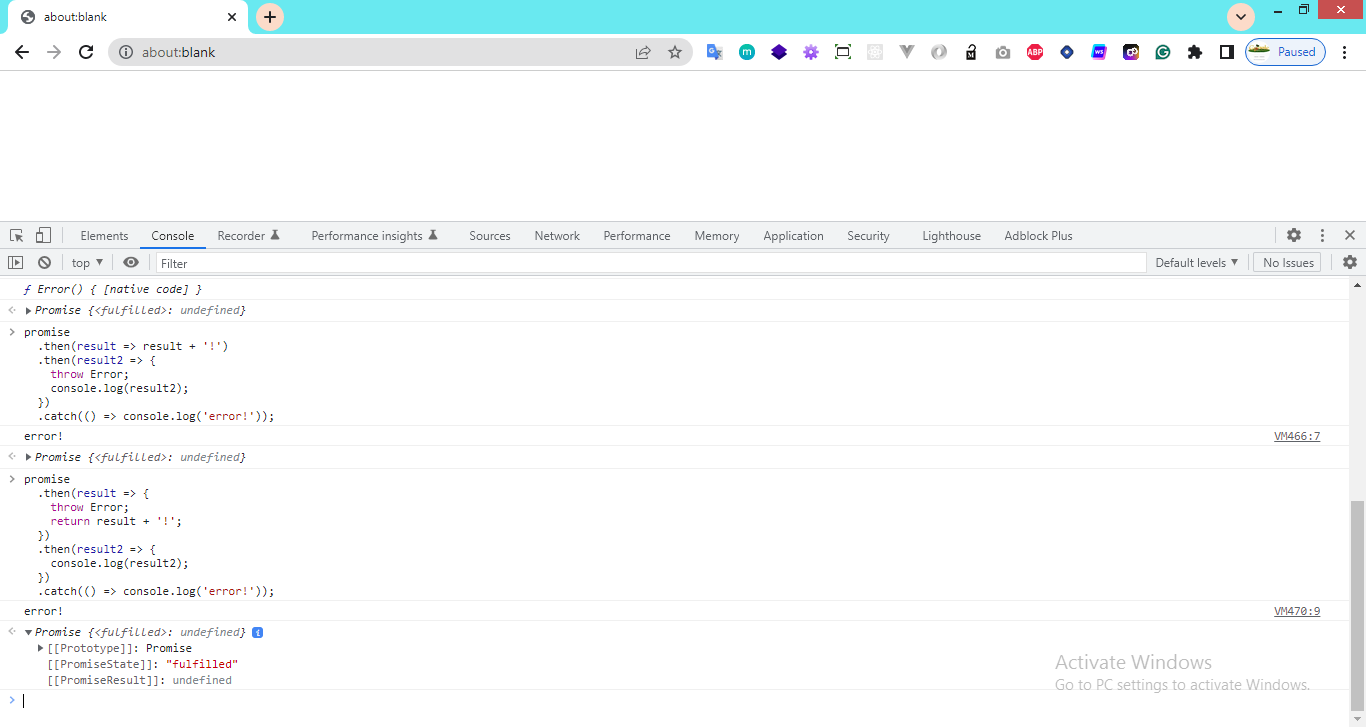 about:blank
about:blank
ABP
Paused
Elements Console Recorder Performance insights Sources Network Performance Memory Application Security Lighthouse Adblock Plus
top ▼ Filter Default levels ▼ No Issues
ƒ Error() { [native code] }
Promise {<fulfilled>: undefined}
promise
.then(result => result + '!')
.then(result2 => {
throw Error;
console.log(result2);
})
.catch(() => console.log('error!'));
error! VM466:7
Promise {<fulfilled>: undefined}
promise
.then(result => {
throw Error;
return result + '!';
})
.then(result2 => {
console.log(result2);
})
.catch(() => console.log('error!'));
error! VM470:9
Promise {<fulfilled>: undefined} i
[[Prototype]]: Promise
[[PromiseState]]: "fulfilled"
[[PromiseResult]]: undefined
Activate Windows
Go to PC settings to activate Windows.